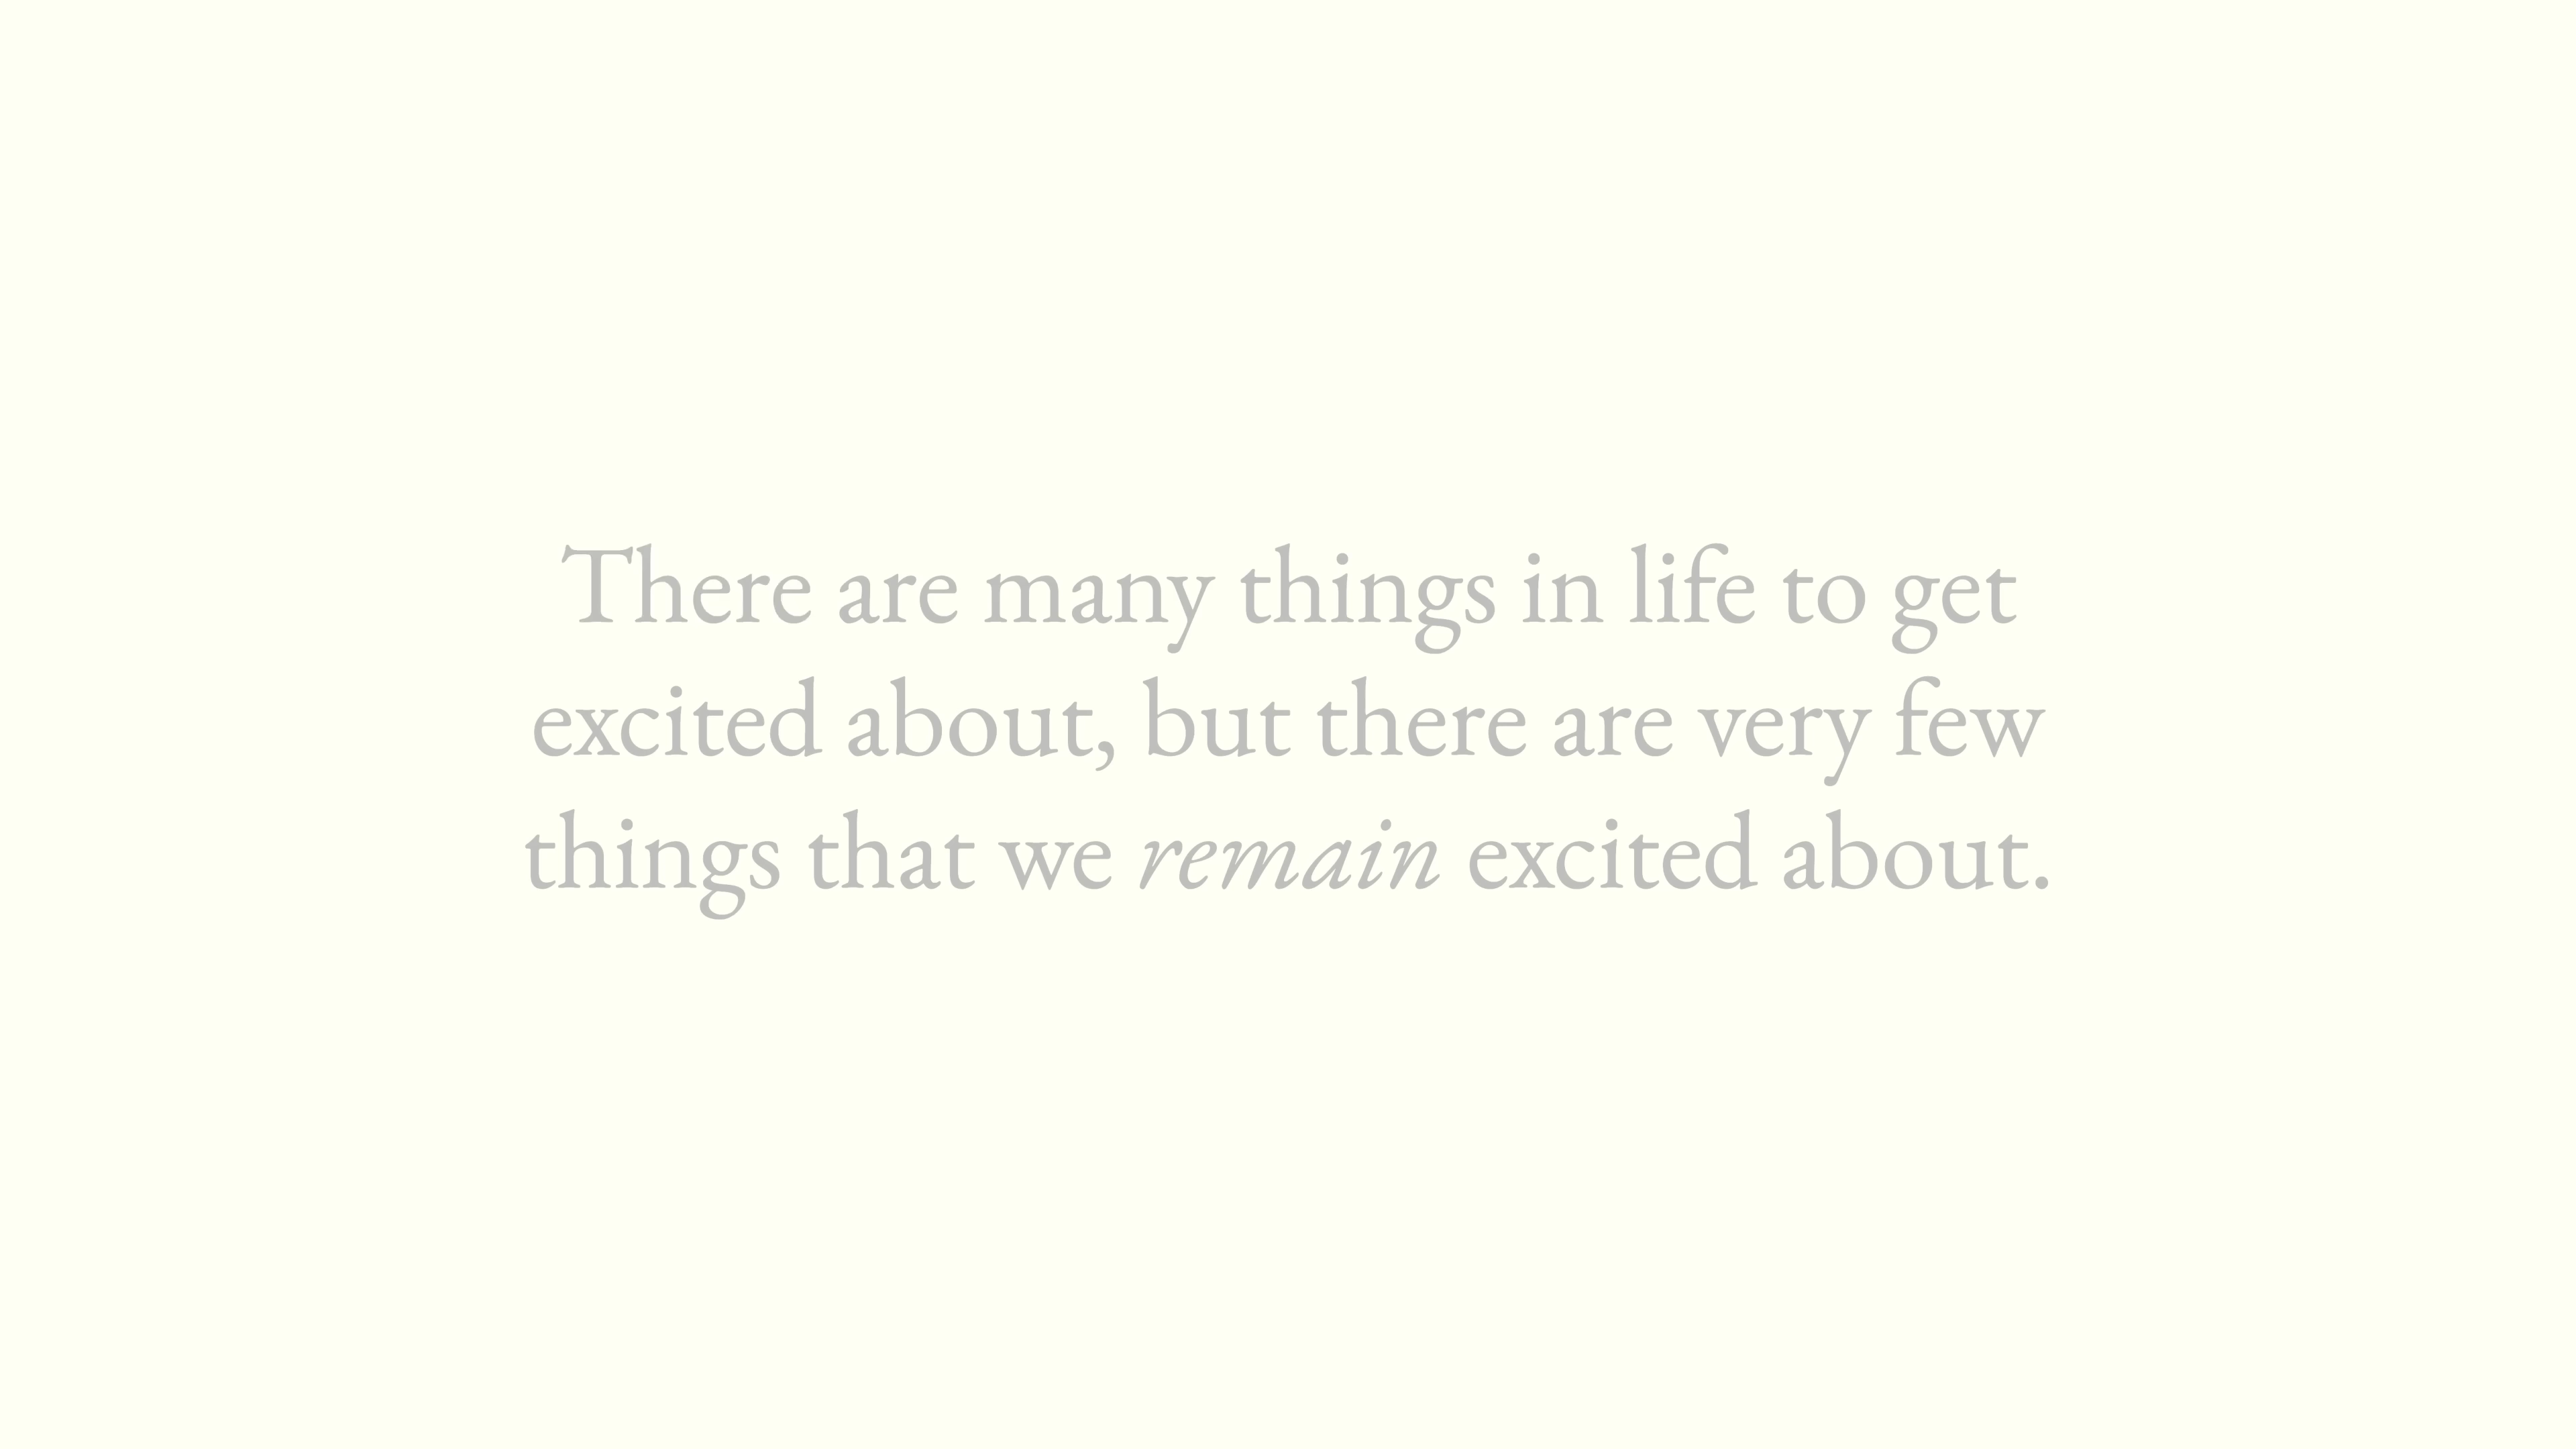 There are many things in life to get
excited about, but there are very few
things that we remain excited about.